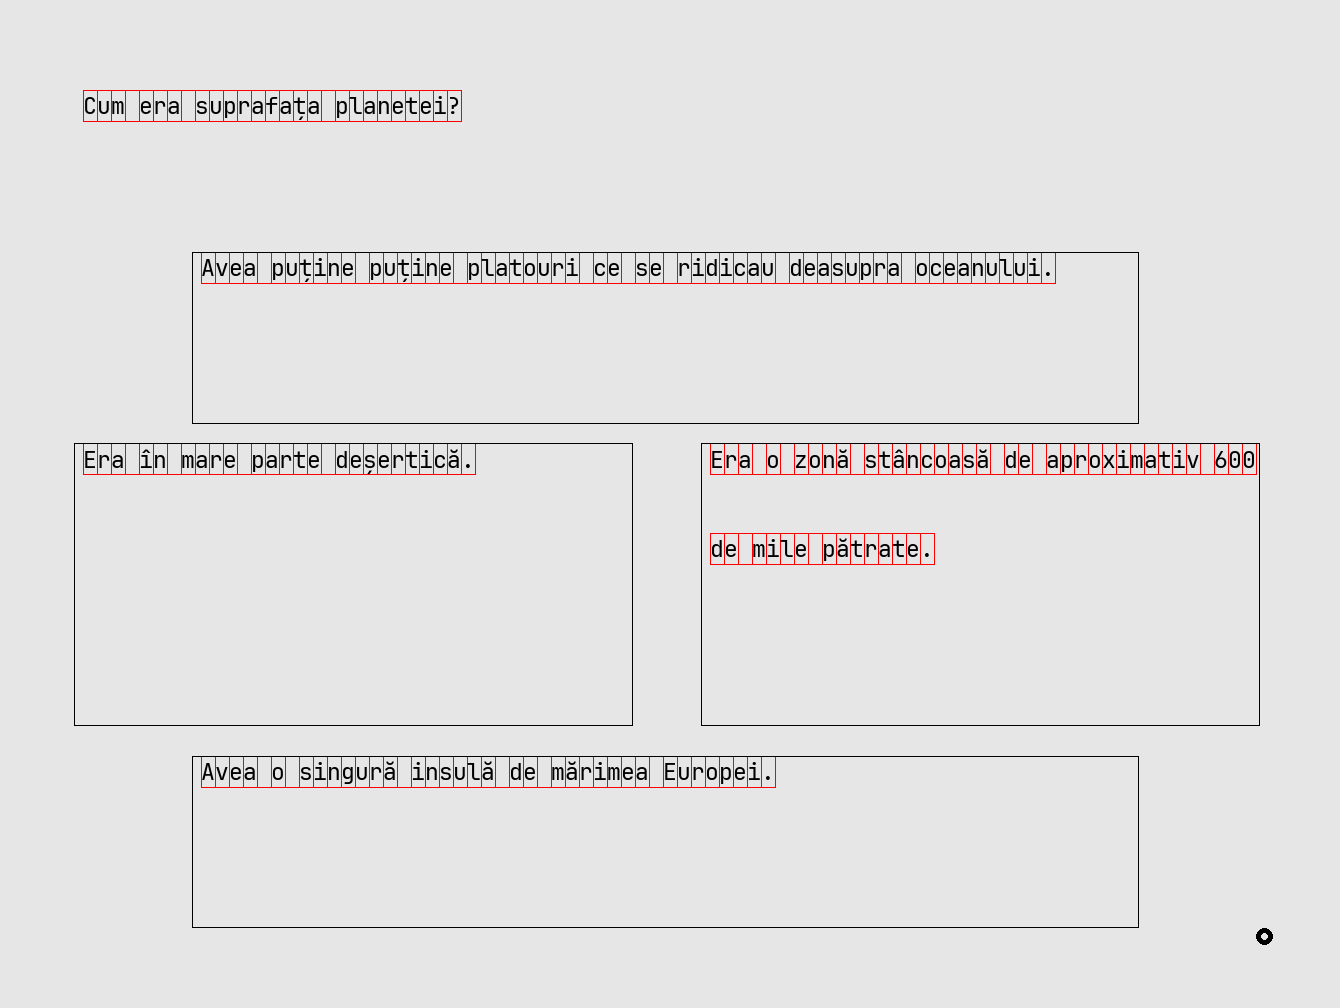 Cum era suprafața planetei?
Avea puține puține platouri ce se ridicau deasupra oceanului.
Era în mare parte deșertică.
Era o zonă stâncoasă de aproximativ 600
de mile pătrate.
Avea o singură insulă de mărimea Europei.